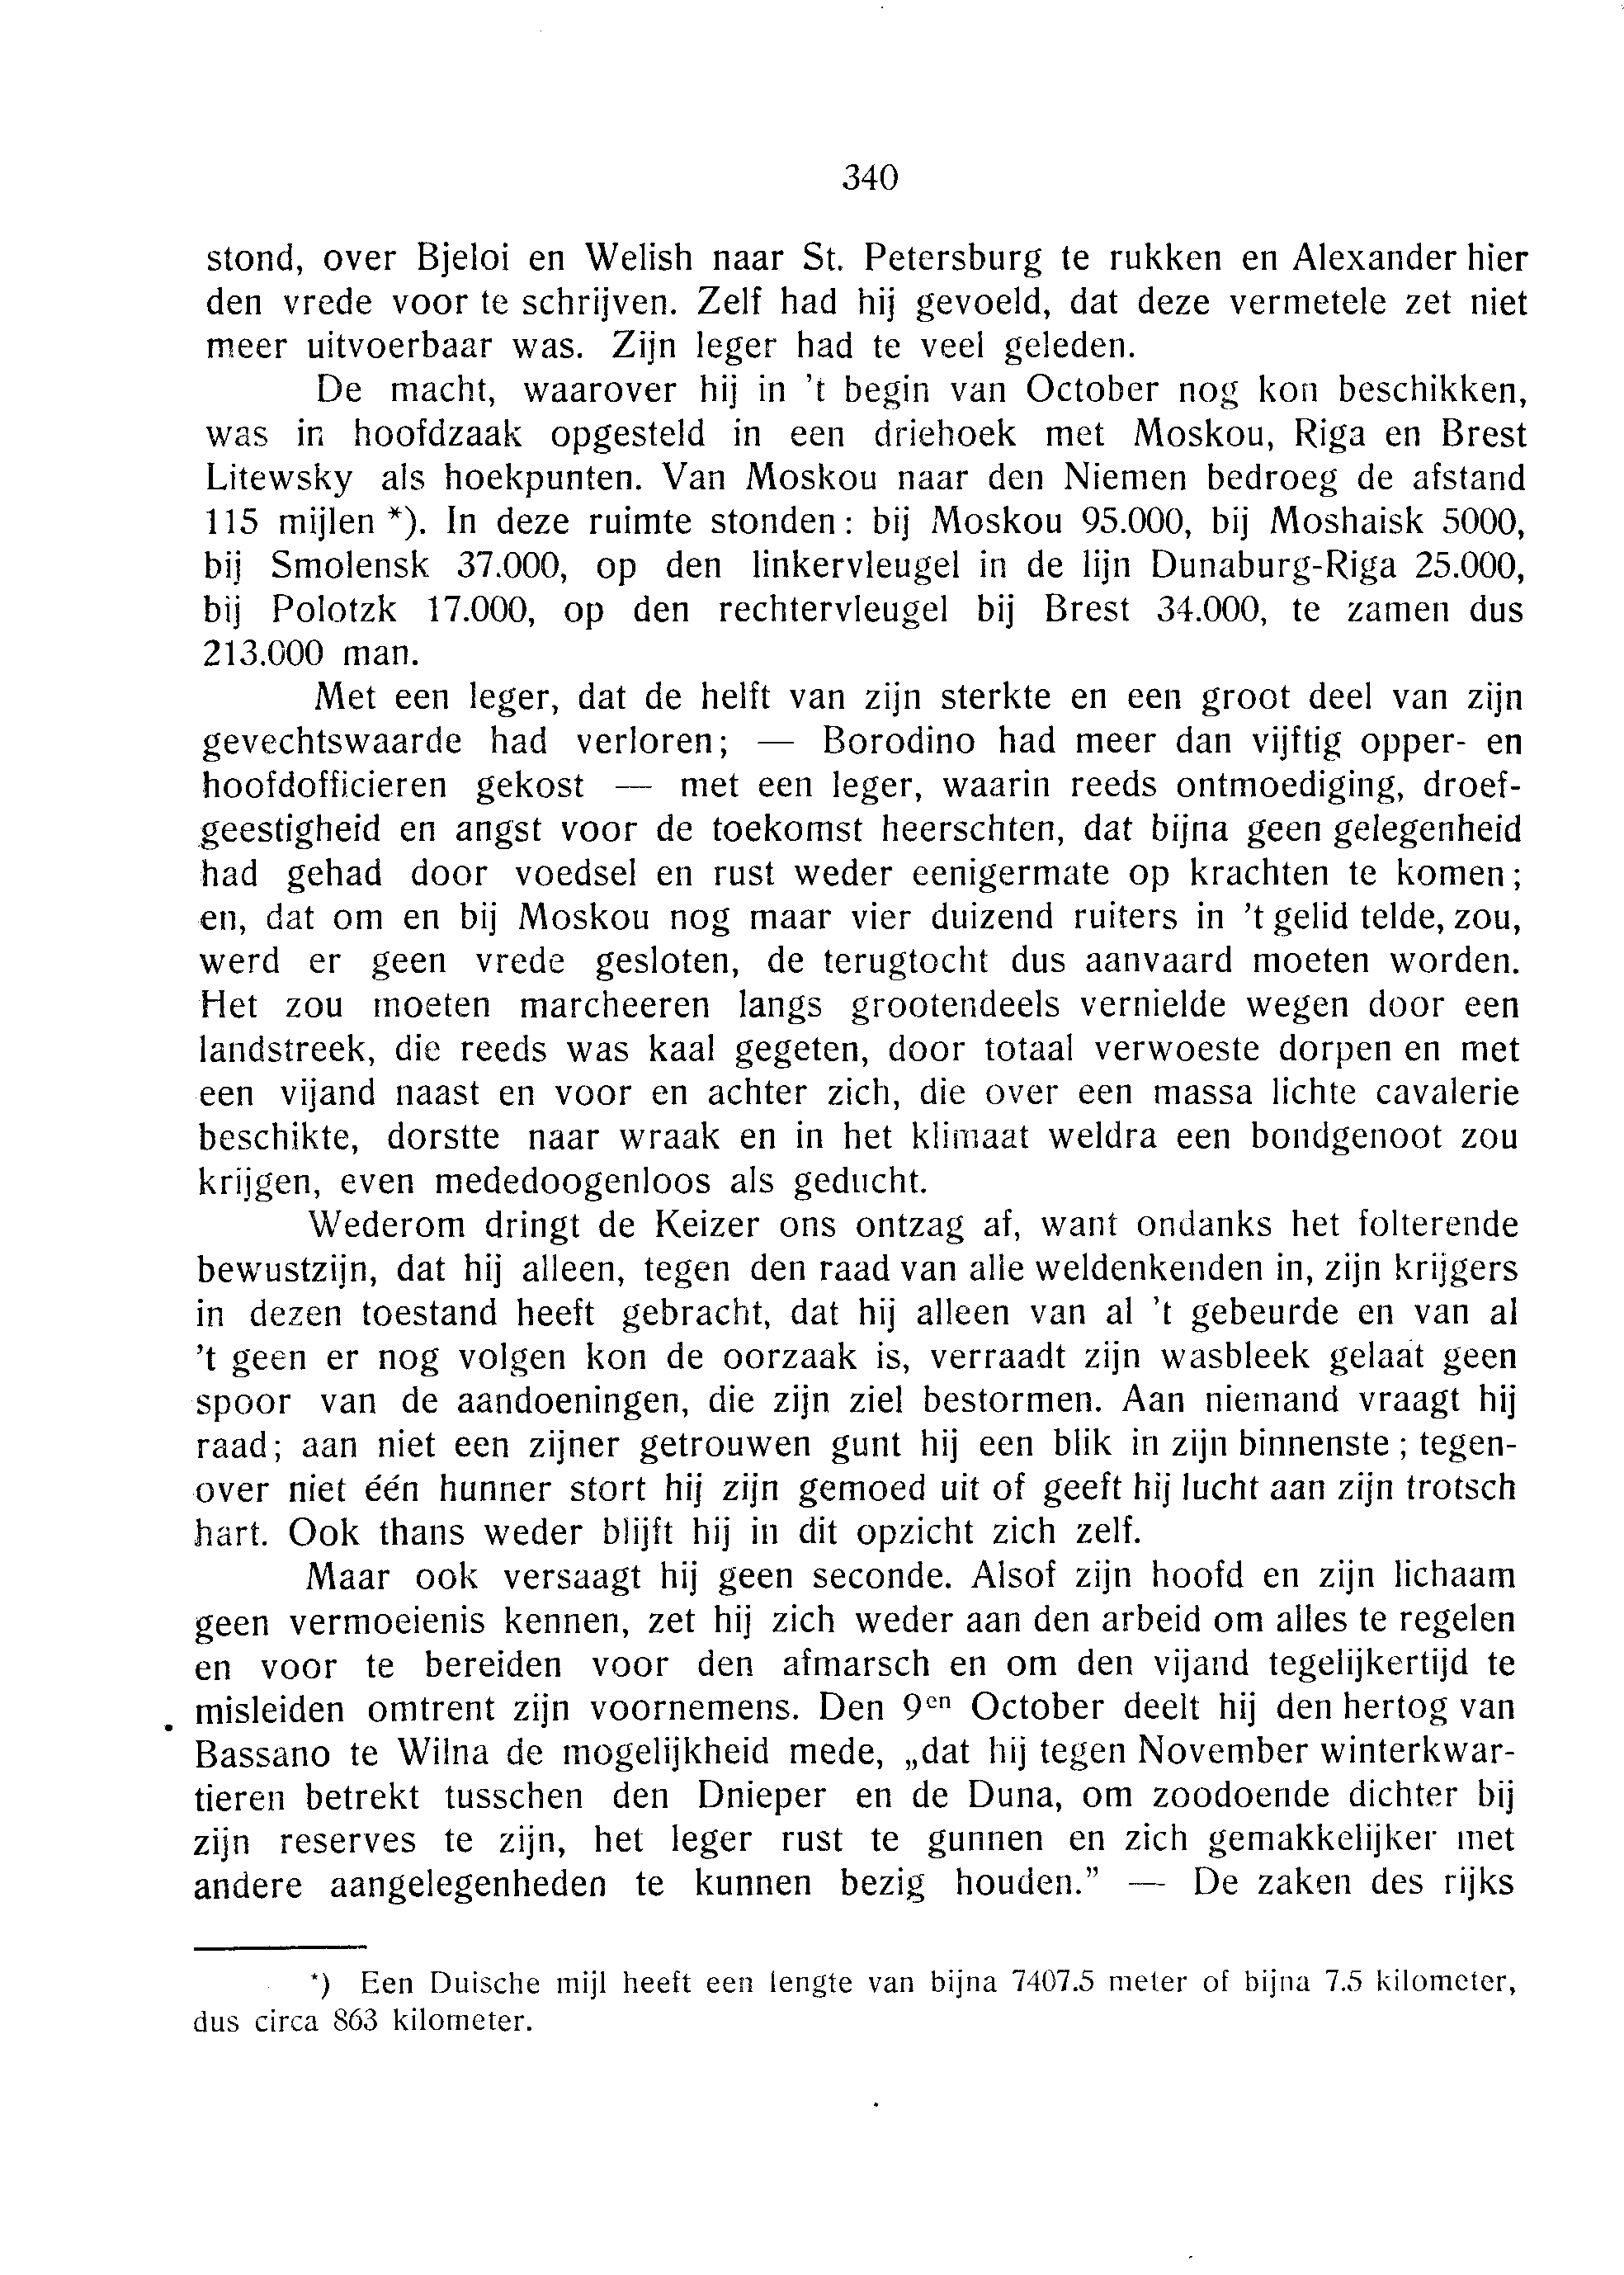 340
stond, over Bjeloi en Welish naar St. Petersburg te rukken en Alexander hier
den vrede voor te schrijven. Zelf had hij gevoeld, dat deze vermetele zet niet
meer uitvoerbaar was. Zijn leger had te veel geleden.
De macht, waarover hij in 't begin van October nog kon beschikken,
was in hoofdzaak opgesteld in een driehoek met Moskou, Riga en Brest
Litewsky als hoekpunten. Van Moskou naar den Niemen bedroeg de afstand
115 mijlen *). In deze ruimte stonden: bij Moskou 95.000, bij Moshaisk 5000,
bij Smolensk 37.000, op den linkervleugel in de lijn Dunaburg-Riga 25.000,
bij Polotzk 17.000, op den rechtervleugel bij Brest 34.000, te zamen dus
213.000 man.
Met een leger, dat de helft van zijn sterkte en een groot deel van zijn
gevechtswaarde had verloren; — Borodino had meer dan vijftig opper- en
hoofdofficieren gekost — met een leger, waarin reeds ontmoediging, droef-
geestigheid en angst voor de toekomst heerschten, dat bijna geen gelegenheid
had gehad door voedsel en rust weder eenigermate op krachten te komen;
en, dat om en bij Moskou nog maar vier duizend ruiters in 't gelid telde, zou,
werd er geen vrede gesloten, de terugtocht dus aanvaard moeten worden.
Het zou moeten marcheeren langs grootendeels vernielde wegen door een
landstreek, die reeds was kaal gegeten, door totaal verwoeste dorpen en met
een vijand naast en voor en achter zich, die over een massa lichte cavalerie
beschikte, dorstte naar wraak en in het klimaat weldra een bondgenoot zou
krijgen, even mededoogenloos als geducht.
Wederom dringt de Keizer ons ontzag af, want ondanks het folterende
bewustzijn, dat hij alleen, tegen den raad van alle weldenkenden in, zijn krijgers
in dezen toestand heeft gebracht, dat hij alleen van al 't gebeurde en van al
't geen er nog volgen kon de oorzaak is, verraadt zijn wasbleek gelaat geen
spoor van de aandoeningen, die zijn ziel bestormen. Aan niemand vraagt hij
raad; aan niet een zijner getrouwen gunt hij een blik in zijn binnenste; tegen-
over niet één hunner stort hij zijn gemoed uit of geeft hij lucht aan zijn trotsch
hart. Ook thans weder blijft hij in dit opzicht zich zelf.
Maar ook versaagt hij geen seconde. Alsof zijn hoofd en zijn lichaam
geen vermoeienis kennen, zet hij zich weder aan den arbeid om alles te regelen
en voor te bereiden voor den afmarsch en om den vijand tegelijkertijd te
misleiden omtrent zijn voornemens. Den 9en October deelt hij den hertog van
Bassano te Wilna de mogelijkheid mede, „dat hij tegen November winterkwar-
tieren betrekt tusschen den Dnieper en de Duna, om zoodoende dichter bij
zijn reserves te zijn, het leger rust te gunnen en zich gemakkelijker met
andere aangelegenheden te kunnen bezig houden.” — De zaken des rijks
*) Een Duische mijl heeft een lengte van bijna 7407.5 meter of bijna 7.5 kilometer,
dus circa 863 kilometer.